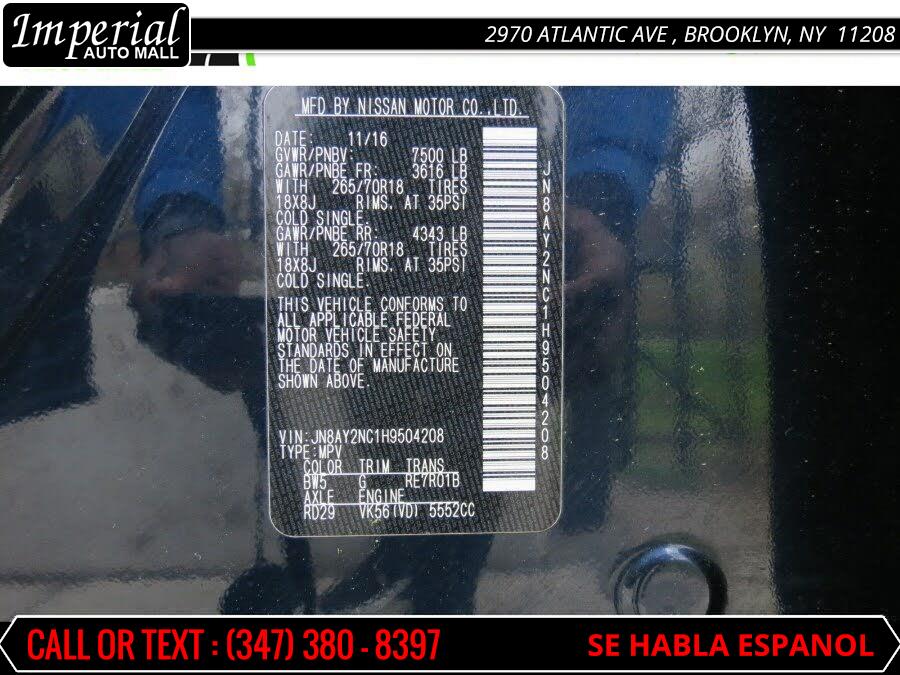 Imperial
AUTO MALL
2970 ATLANTIC AVE , BROOKLYN, NY 11208
MFD BY NISSAN MOTOR CO.,LTD.
DATE: 11/16
GVWR/PNBV: 7500 LB
GAWR/PNBE FR: 3616 LB
WITH 265/70R18 TIRES
18X8J RIMS. AT 35PSI
COLD SINGLE.
GAWR/PNBE RR: 4343 LB
WITH 265/70R18 TIRES
18X8J RIMS. AT 35PSI
COLD SINGLE.
THIS VEHICLE CONFORMS TO
ALL APPLICABLE FEDERAL
MOTOR VEHICLE SAFETY
STANDARDS IN EFFECT ON
THE DATE OF MANUFACTURE
SHOWN ABOVE.
VIN:JN8AY2NC1H9504208
TYPE:MPV
COLOR TRIM TRANS
BW5 G RE7R01B
AXLE ENGINE
RD29 VK56(VD) 5552CC
JN8AY2NC1H9504208
CALL OR TEXT : (347) 380 - 8397
SE HABLA ESPANOL